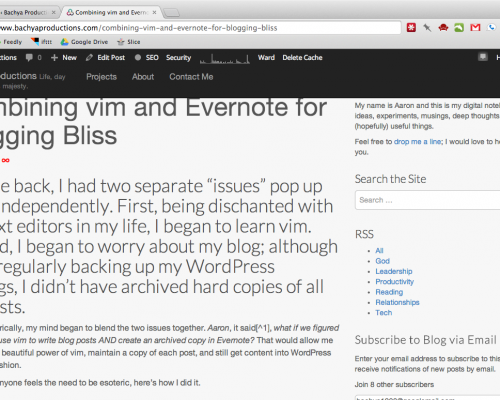 Bachya Productio
Combining vim and Evern
www.bachyaproductions.com/combining-vim-and-evernote-for-blogging-bliss
Feedly
ifttt
Google Drive
Slice
ctions
0
New
Edit Post
SEO
Security
Ward
Delete Cache
H
oductions
Life, day
majesty.
Projects
About
Contact Me
mbining vim and Evernote for
gging Bliss
∞
e back, I had two separate “issues” pop up
independently. First, being dischanted with
xt editors in my life, I began to learn vim.
d, I began to worry about my blog; although
regularly backing up my WordPress
gs, I didn’t have archived hard copies of all
sts.
rically, my mind began to blend the two issues together. Aaron, it said[^1], what if we figured
use vim to write blog posts AND create an archived copy in Evernote? That would allow me
beautiful power of vim, maintain a copy of each post, and still get content into WordPress
shion.
nyone feels the need to be esoteric, here’s how I did it.
My name is Aaron and this is my digital notel
ideas, experiments, musings, deep thoughts
(hopefully) useful things.
Feel free to drop me a line; I would love to he
you.
Search the Site
Search ...
RSS
All
God
Leadership
Productivity
Reading
Relationships
Tech
Subscribe to Blog via Email
Enter your email address to subscribe to this
receive notifications of new posts by email.
Join 8 other subscribers